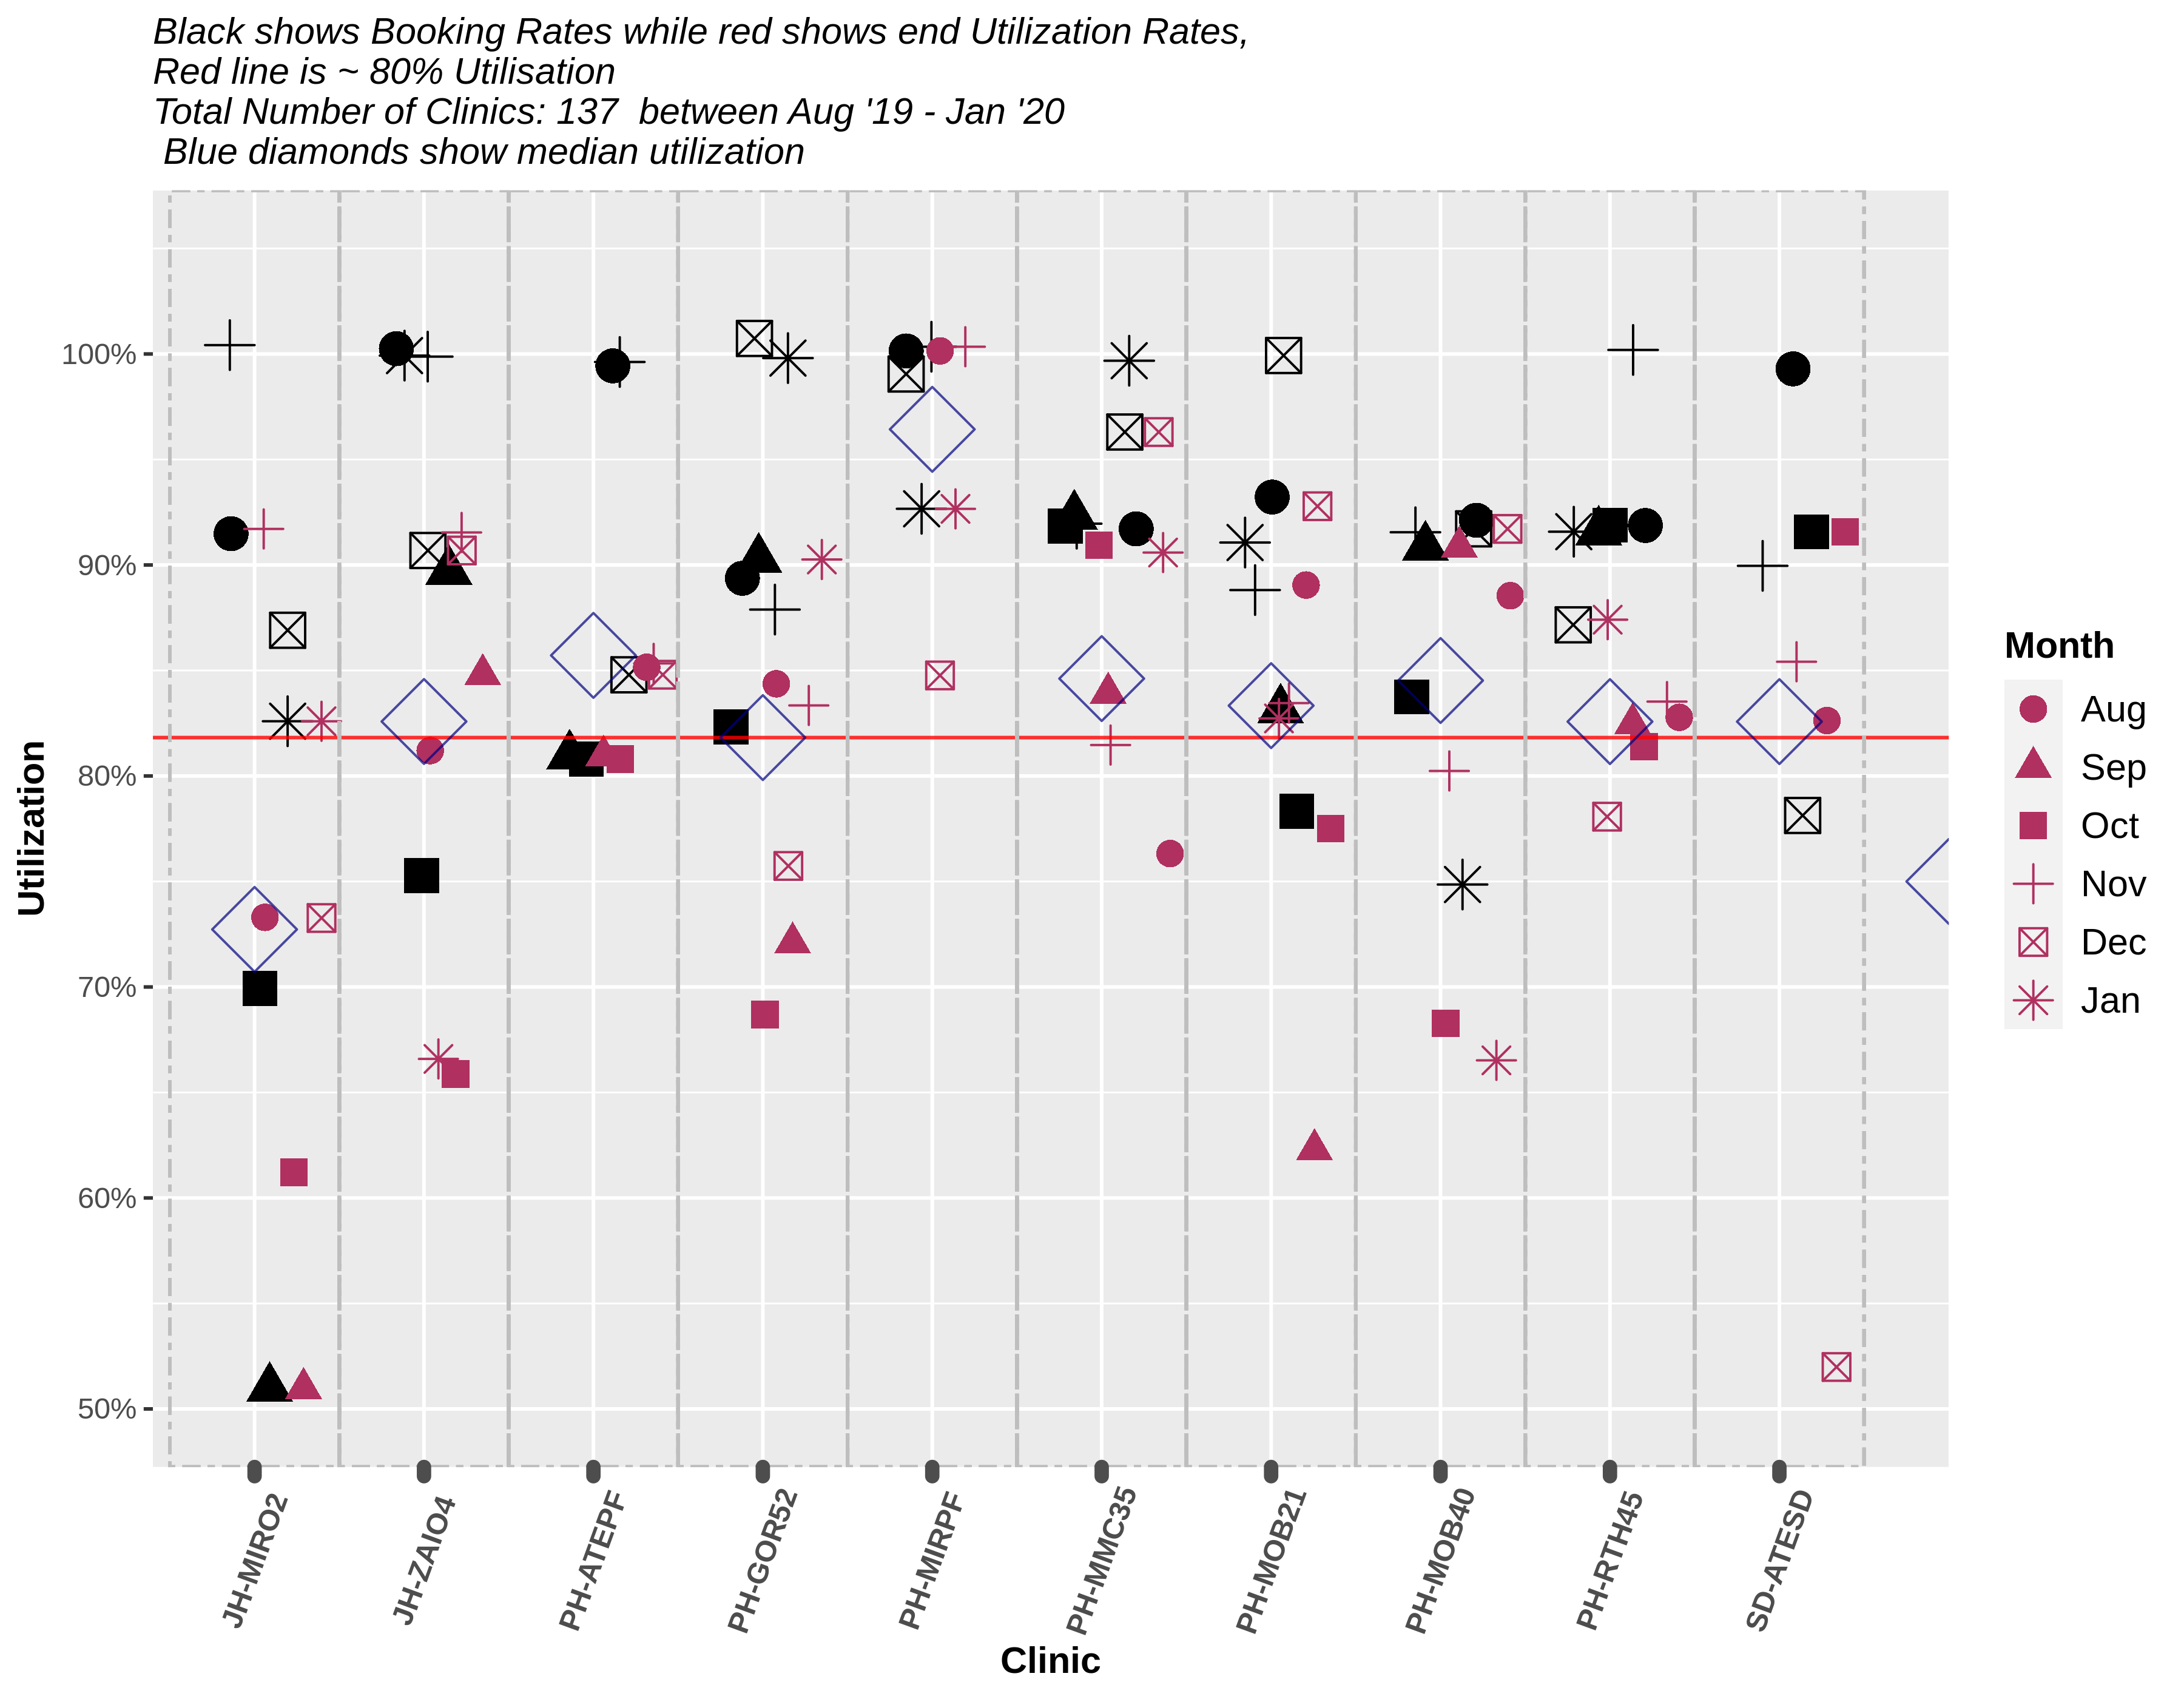 Black shows Booking Rates while red shows end Utilization Rates,
Red line is ~ 80% Utilisation
Total Number of Clinics: 137  between Aug '19 - Jan '20
Blue diamonds show median utilization
100%
90%
80%
70%
60%
50%
Utilization
JH-MIRO2
JH-ZAIO4
PH-ATEPF
PH-GOR52
PH-MIRPF
PH-MMC35
PH-MOB21
PH-MOB40
PH-RTH45
SD-ATESD
Clinic
Month
Aug
Sep
Oct
Nov
Dec
Jan